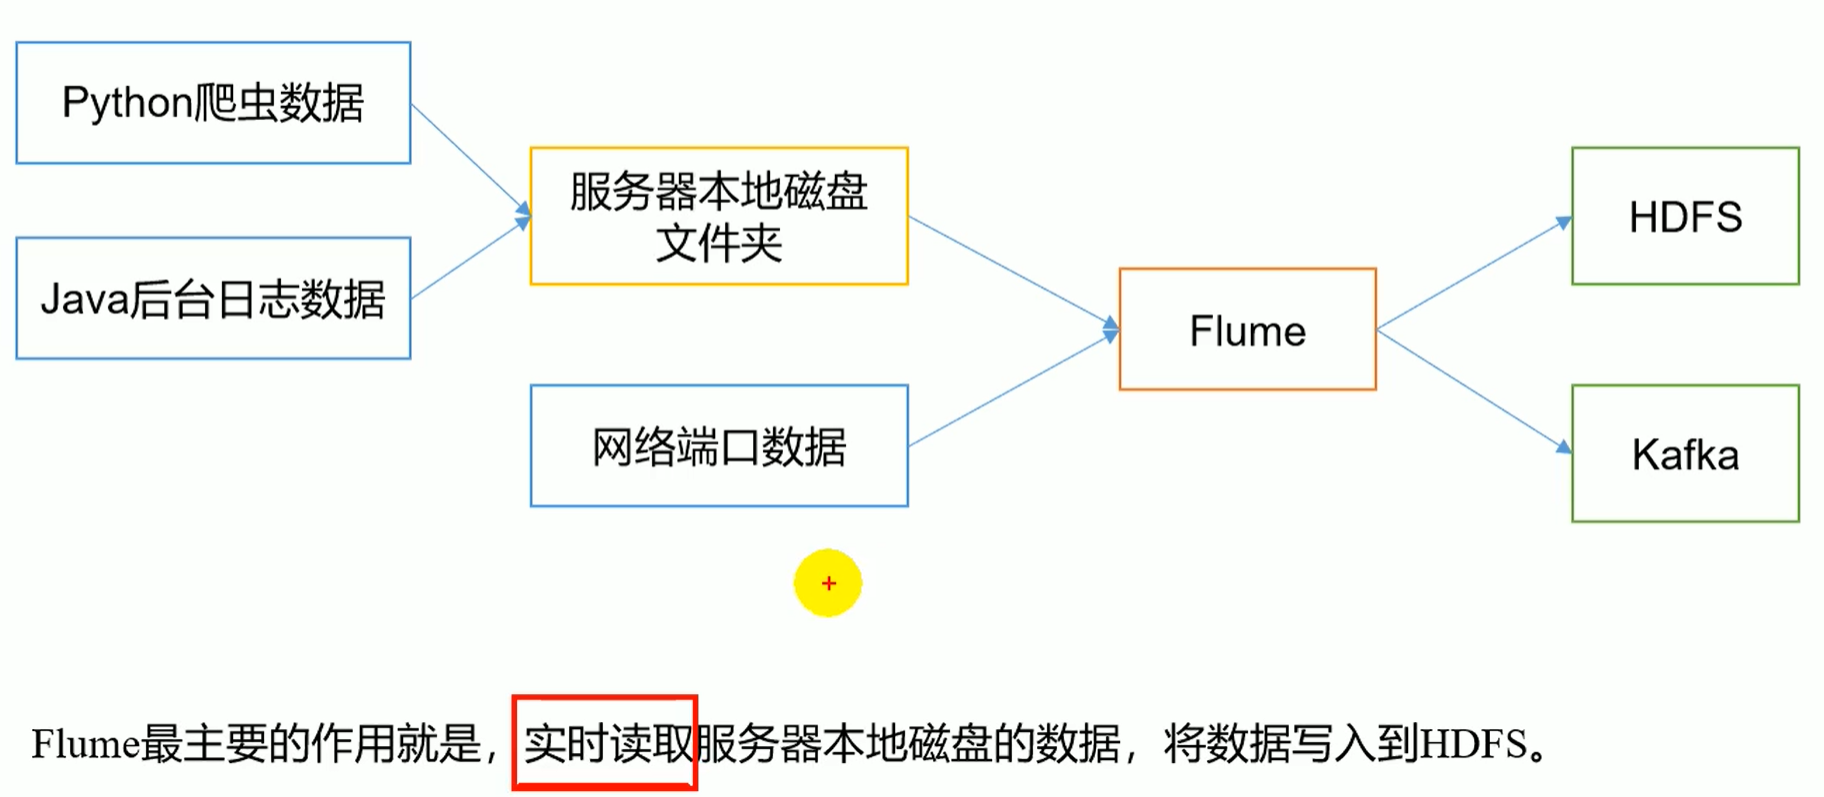 Python爬虫数据
Java后台日志数据
服务器本地磁盘
文件夹
网络端口数据
Flume
HDFS
Kafka
Flume最主要的作用就是，实时读取服务器本地磁盘的数据，将数据写入到HDFS。